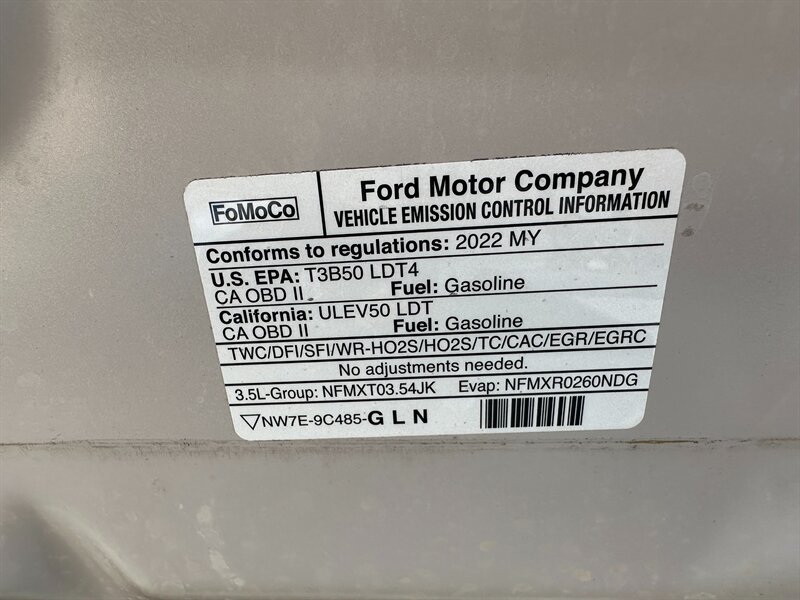 FoMoCo
Ford Motor Company
VEHICLE EMISSION CONTROL INFORMATION
Conforms to regulations: 2022 MY
U.S. EPA: T3B50 LDT4
CA OBD II Fuel: Gasoline
California: ULEV50 LDT
CA OBD II Fuel: Gasoline
TWC/DFI/SFI/WR-HO2S/HO2S/TC/CAC/EGR/EGRC
No adjustments needed.
3.5L-Group: NFMXT03.54JK Evap: NFMXR0260NDG
NW7E-9C485-G L N